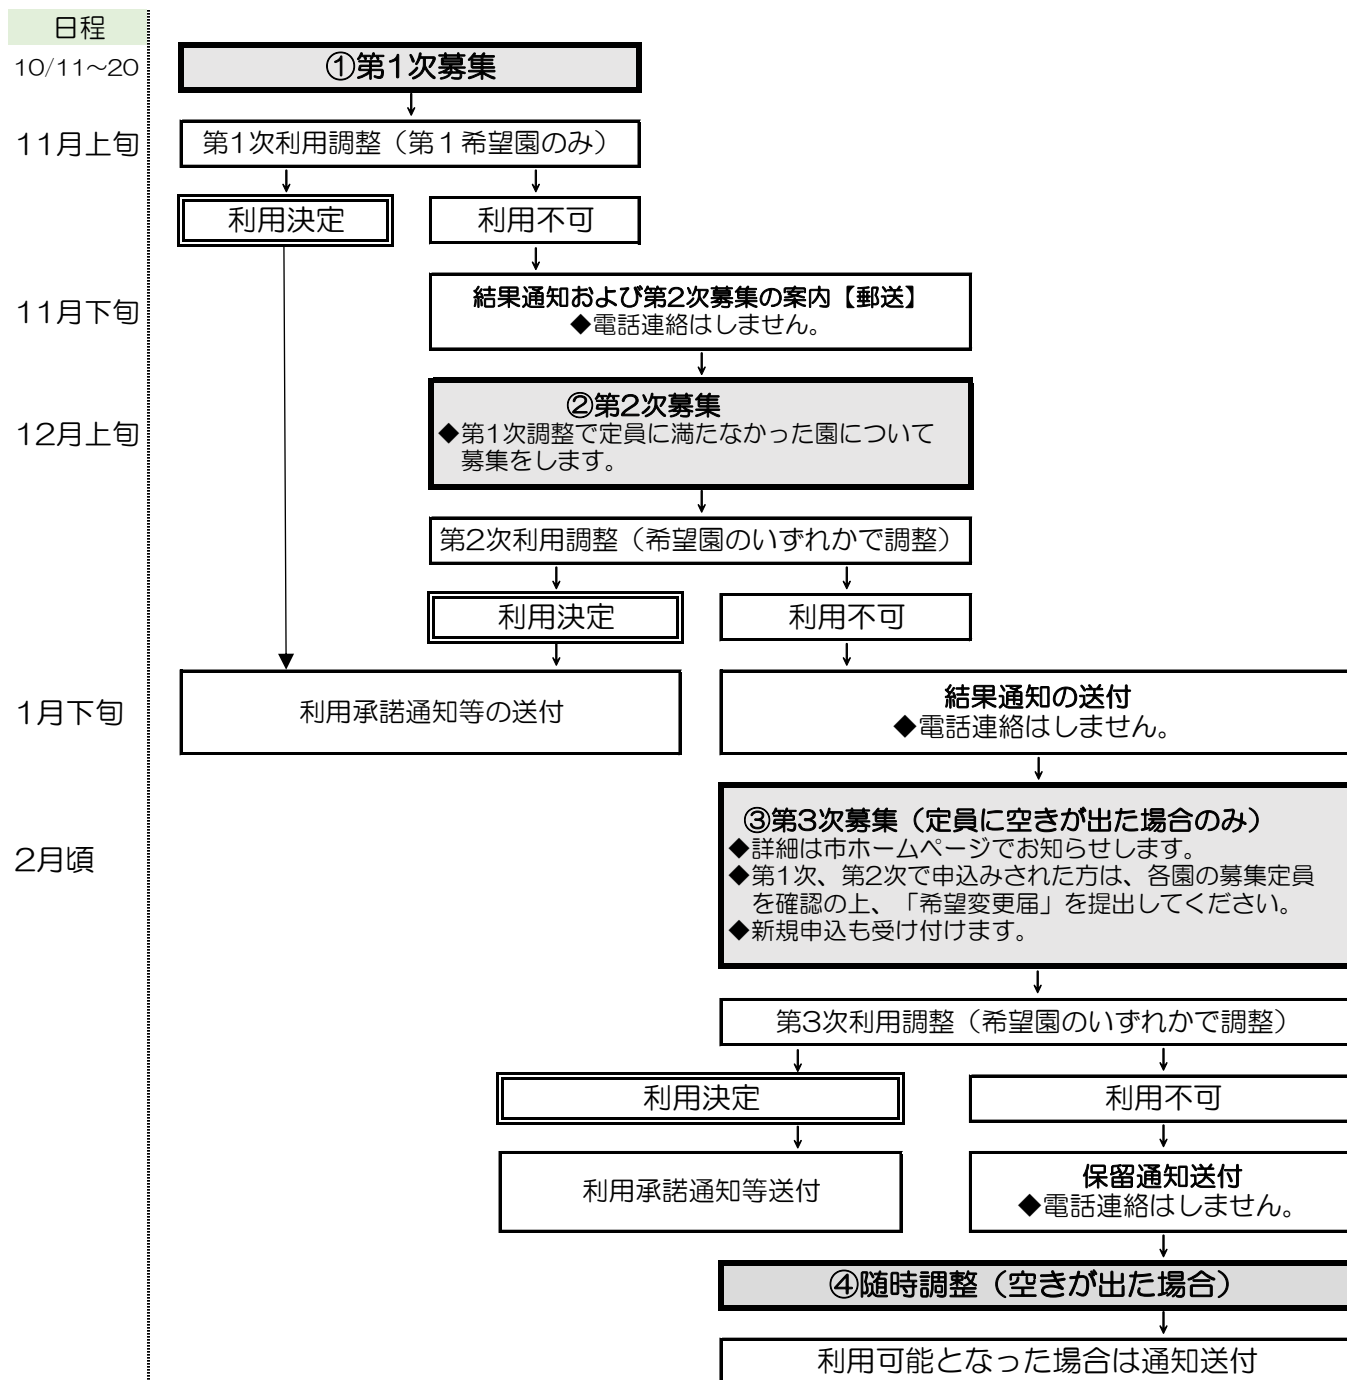 日程
10/11～20
①第1次募集
11月上旬
第1次利用調整（第１希望園のみ）
利用決定
利用不可
11月下旬
結果通知および第2次募集の案内【郵送】
◆電話連絡はしません。
12月上旬
②第2次募集
◆第1次調整で定員に満たなかった園について
募集をします。
第2次利用調整（希望園のいずれかで調整）
利用決定
利用不可
1月下旬
利用承諾通知等の送付
結果通知の送付
◆電話連絡はしません。
2月頃
③第3次募集（定員に空きが出た場合のみ）
◆詳細は市ホームページでお知らせします。
◆第1次、第2次で申込みされた方は、各園の募集定員
を確認の上、「希望変更届」を提出してください。
◆新規申込も受け付けます。
第3次利用調整（希望園のいずれかで調整）
利用決定
利用不可
利用承諾通知等送付
保留通知送付
◆電話連絡はしません。
④随時調整（空きが出た場合）
利用可能となった場合は通知送付